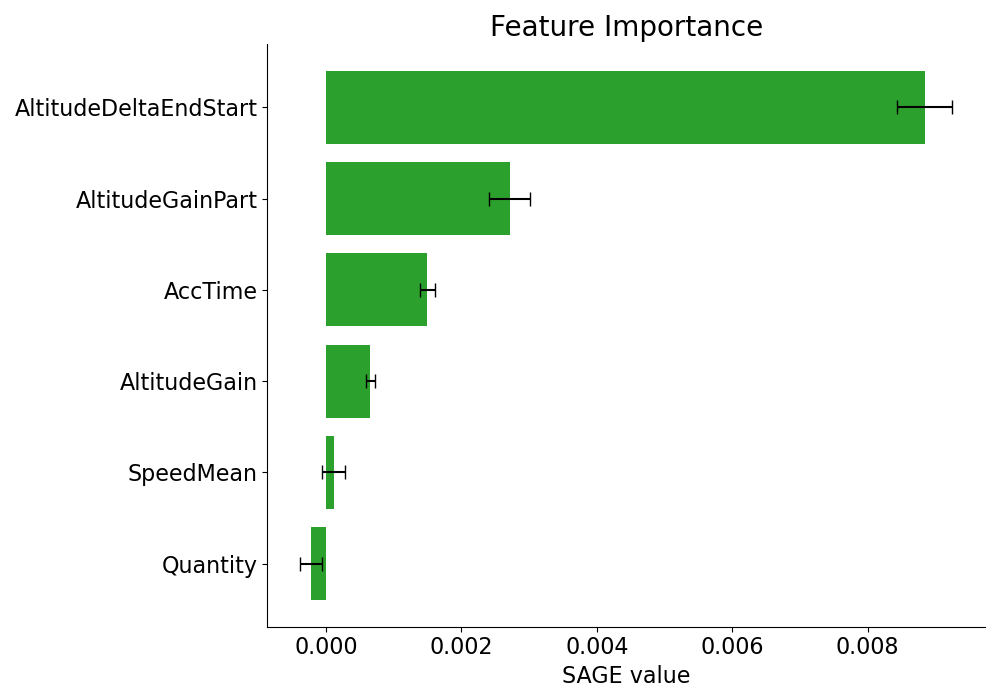 Feature Importance
AltitudeDeltaEndStart
AltitudeGainPart
AccTime
AltitudeGain
SpeedMean
Quantity
0.000 0.002 0.004 0.006 0.008
SAGE value